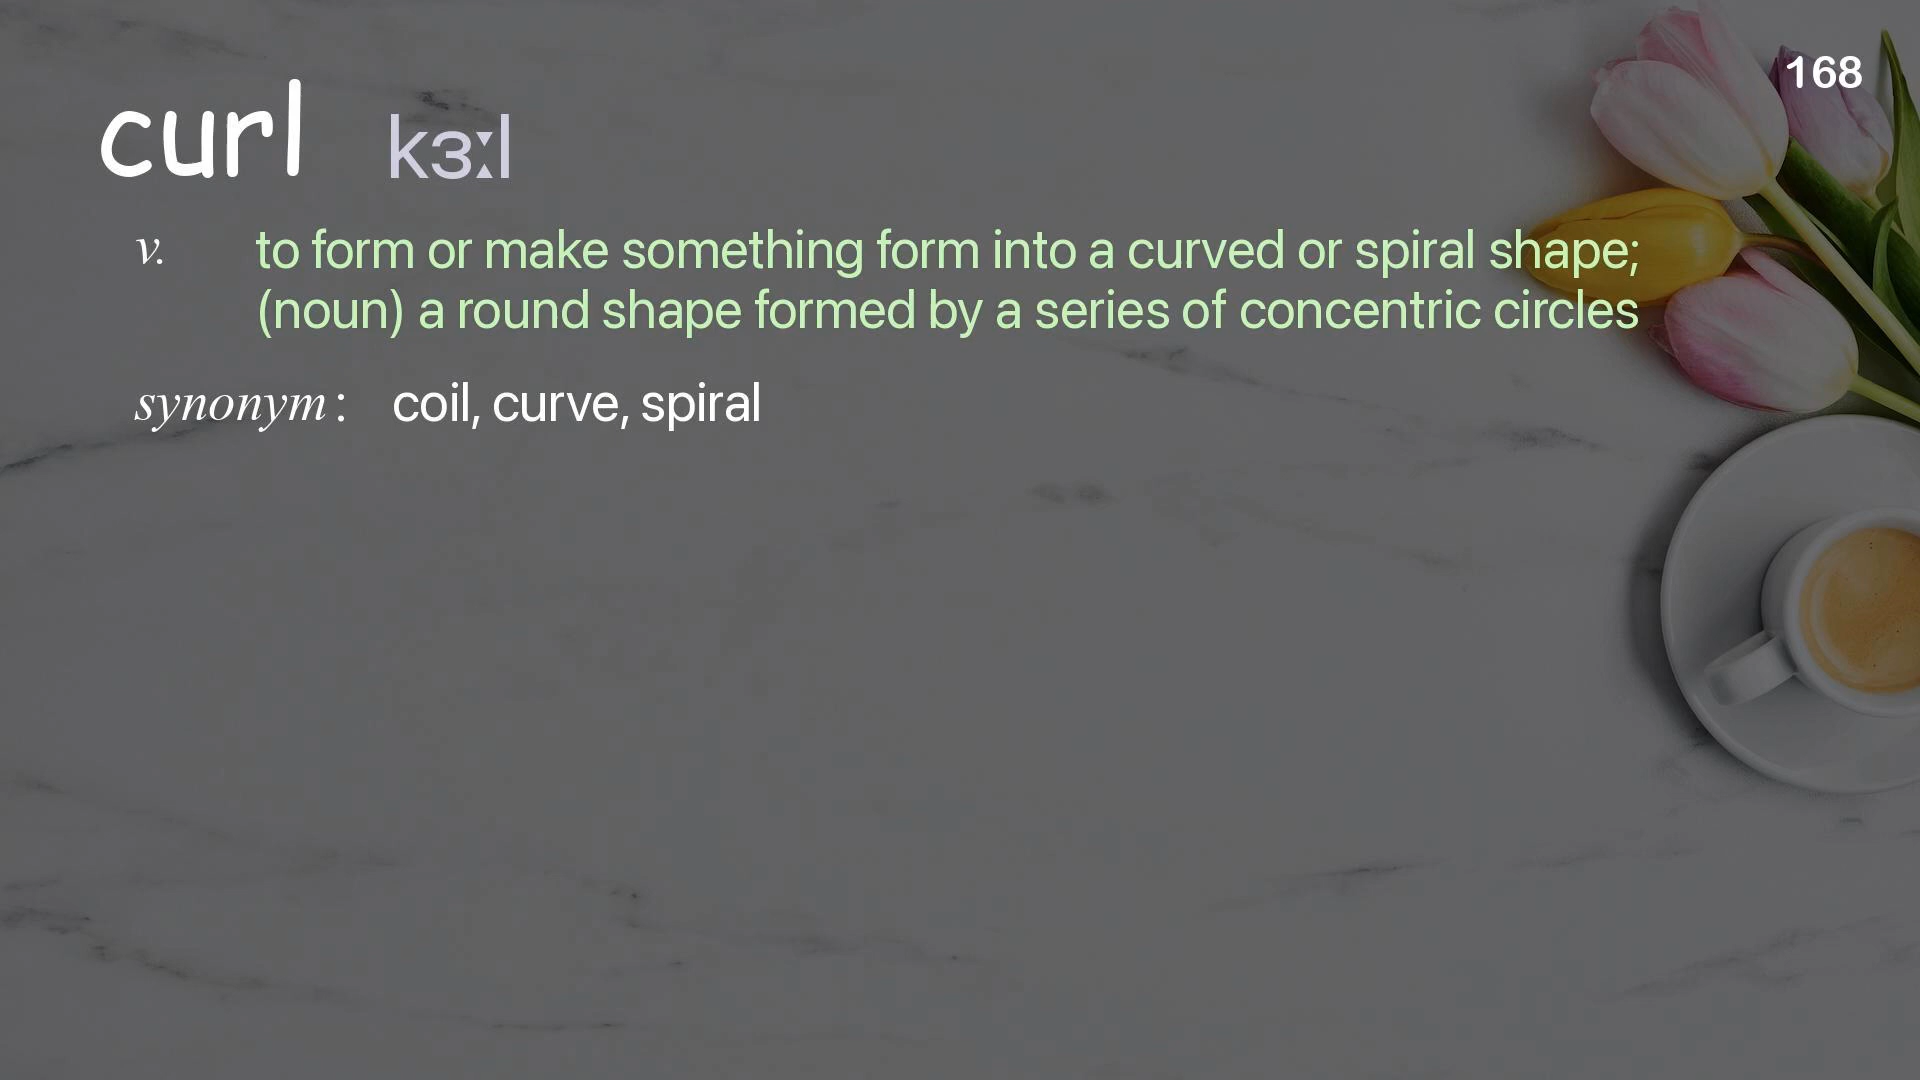 168
curl kɜːl
v. to form or make something form into a curved or spiral shape;
(noun) a round shape formed by a series of concentric circles
synonym : coil, curve, spiral